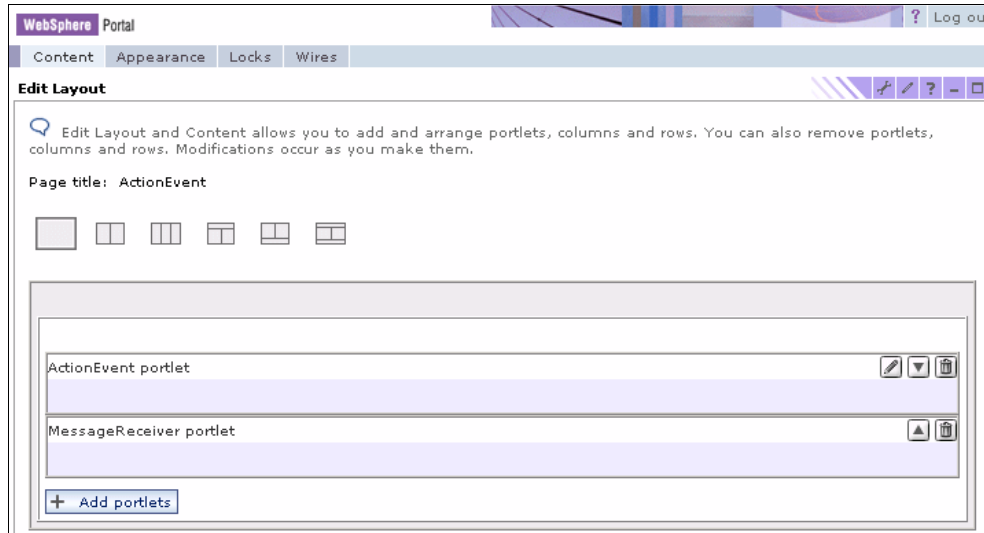 WebSphere Portal
? Log ou
Content Appearance Locks Wires
Edit Layout
?
Edit Layout and Content allows you to add and arrange portlets, columns and rows. You can also remove portlets,
columns and rows. Modifications occur as you make them.
Page title: ActionEvent
ActionEvent portlet
MessageReceiver portlet
+ Add portlets